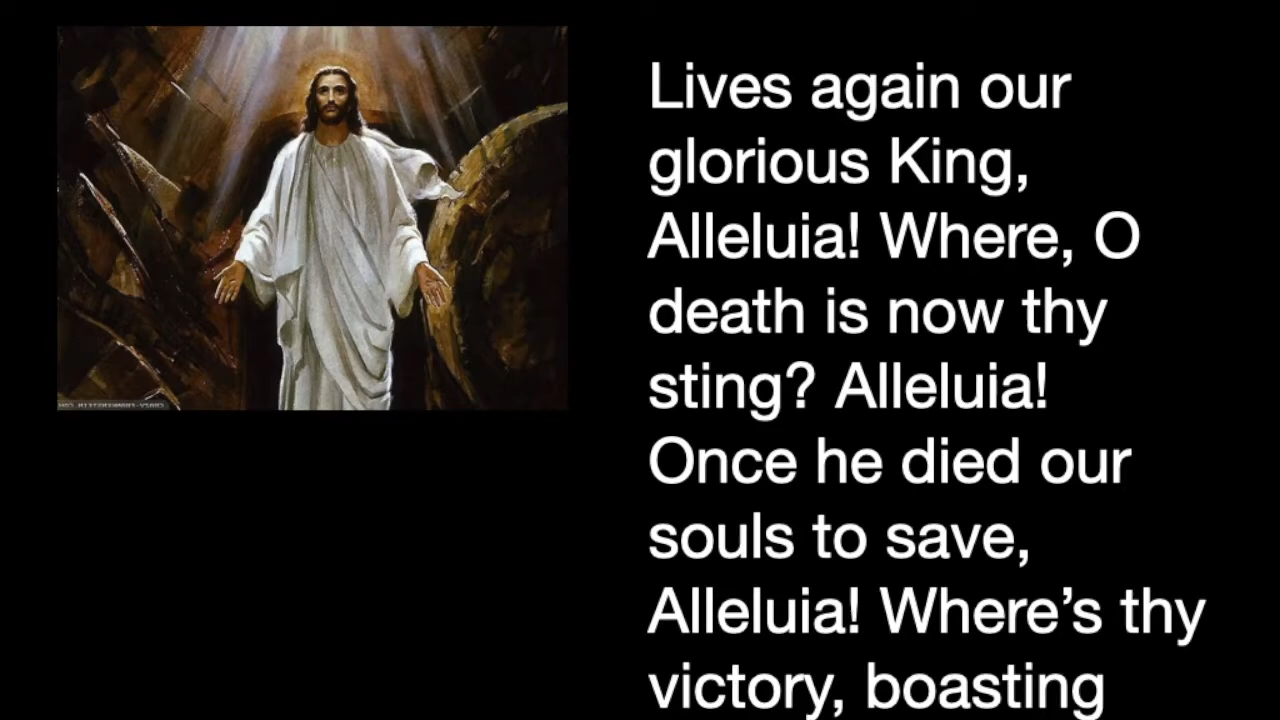 Lives again our
glorious King,
Alleluia! Where, O
death is now thy
sting? Alleluia!
Once he died our
souls to save,
Alleluia! Where’s thy
victory, boasting